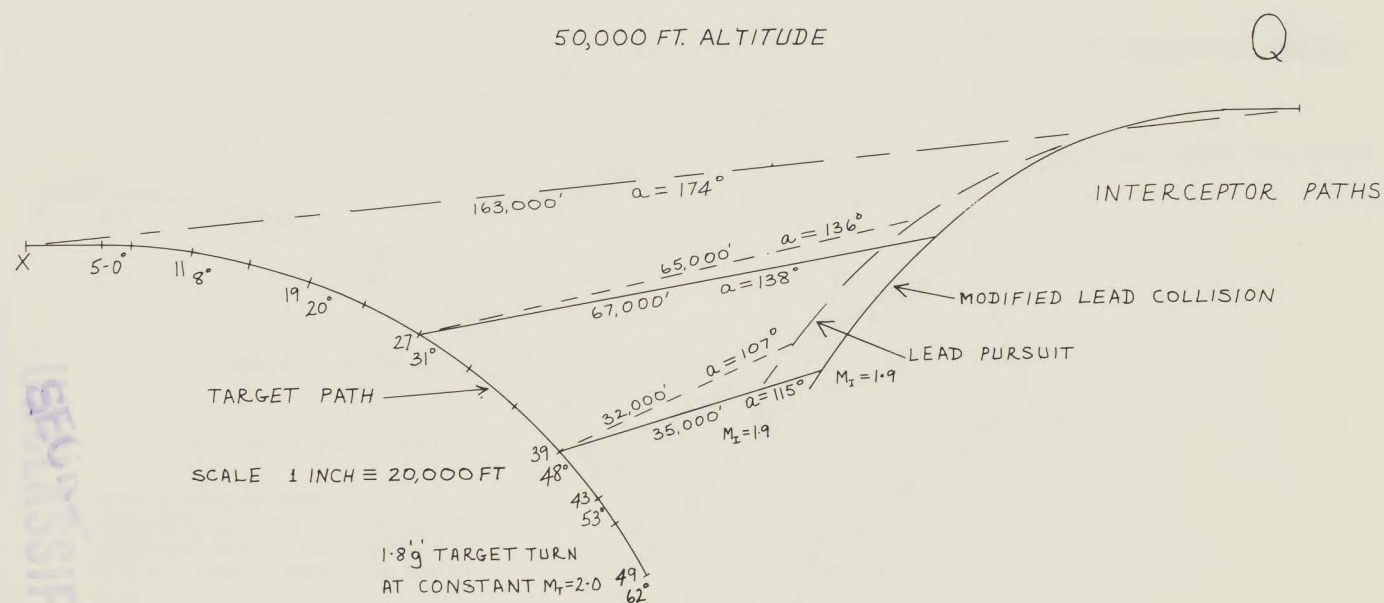 50,000 FT. ALTITUDE
Q
163,000' a = 174°
INTERCEPTOR PATHS
X
5-0°
11 8°
19 20°
27 31°
65,000' a = 136°
67,000' a = 138°
MODIFIED LEAD COLLISION
LEAD PURSUIT
TARGET PATH
32,000' a = 107°
35,000' a = 115°
M_I = 1·9
M_I = 1·9
39 48°
SCALE 1 INCH ≡ 20,000 FT
43 53°
1·8'g' TARGET TURN
AT CONSTANT M_T=2·0
49 62°